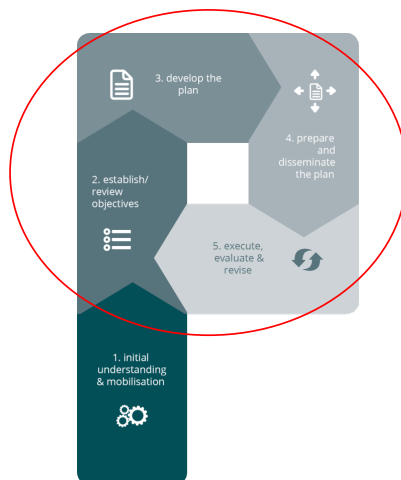 3. develop the
plan
4. prepare
and
disseminate
the plan
2. establish/
review
objectives
5. execute,
evaluate &
revise
1. initial
understanding
& mobilisation